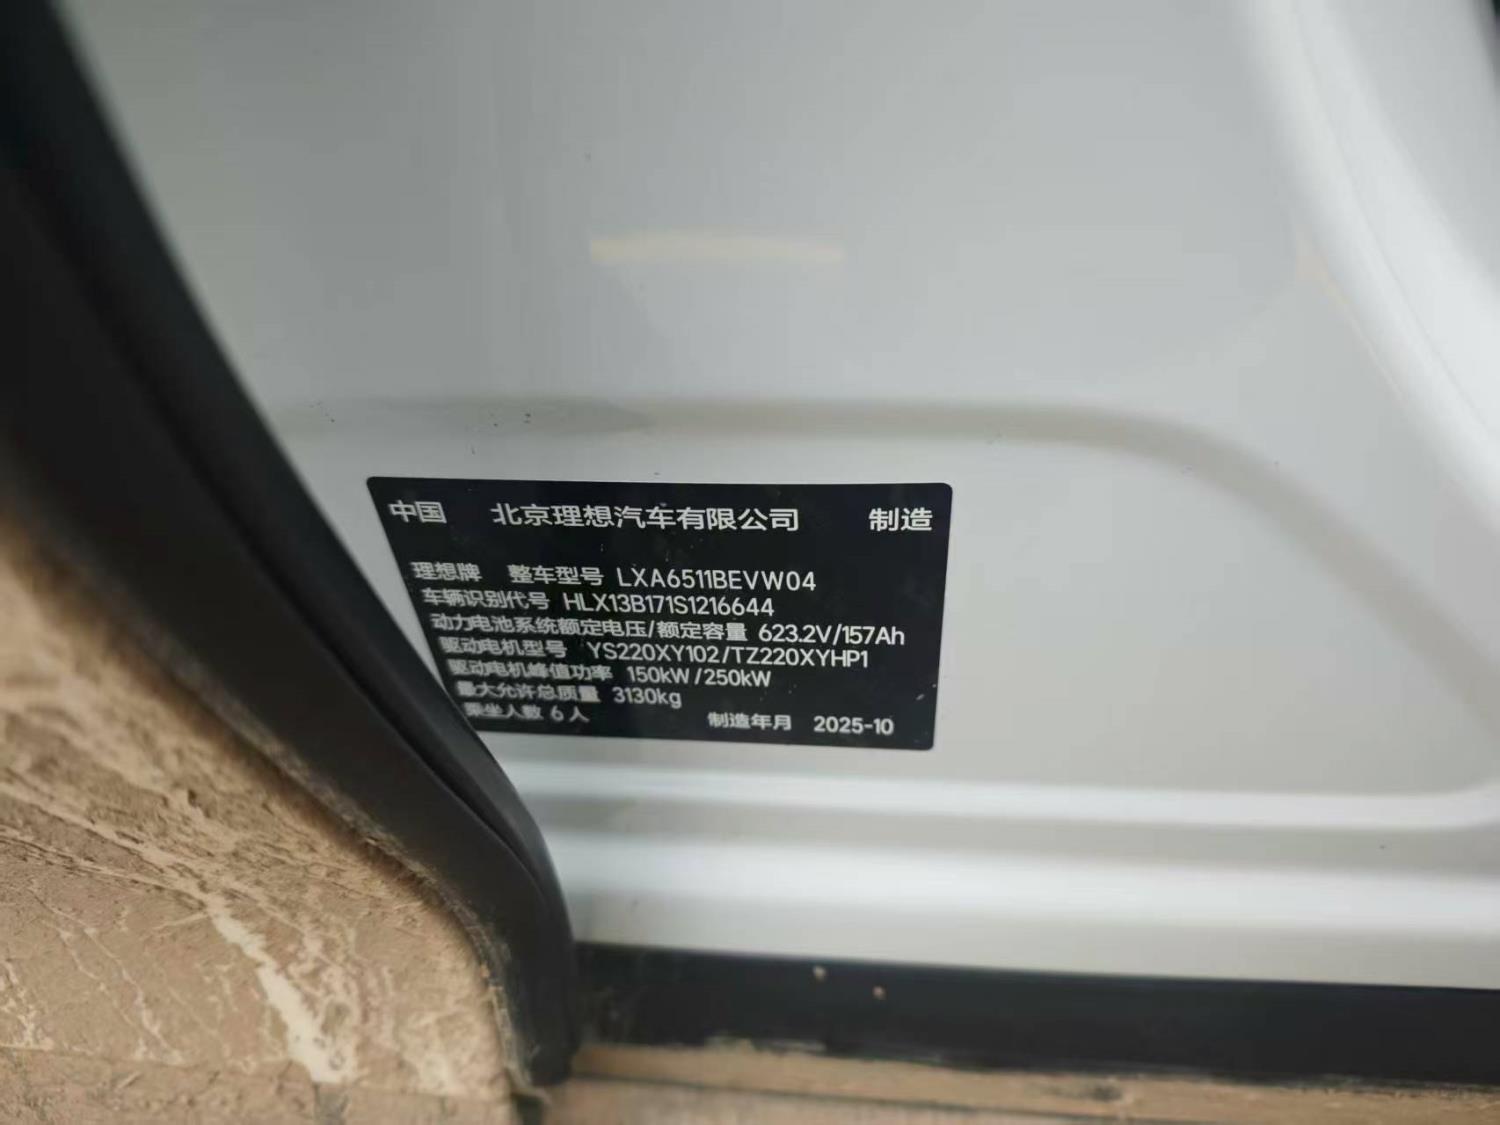 中国 北京理想汽车有限公司 制造
理想牌 整车型号 LXA6511BEVW04
车辆识别代号 HLX13B171S1216644
动力电池系统额定电压/额定容量 623.2V/157Ah
驱动电机型号 YS220XY102/TZ220XYHP1
驱动电机峰值功率 150kW/250kW
最大允许总质量 3130kg
乘坐人数 6人 制造年月 2025-10